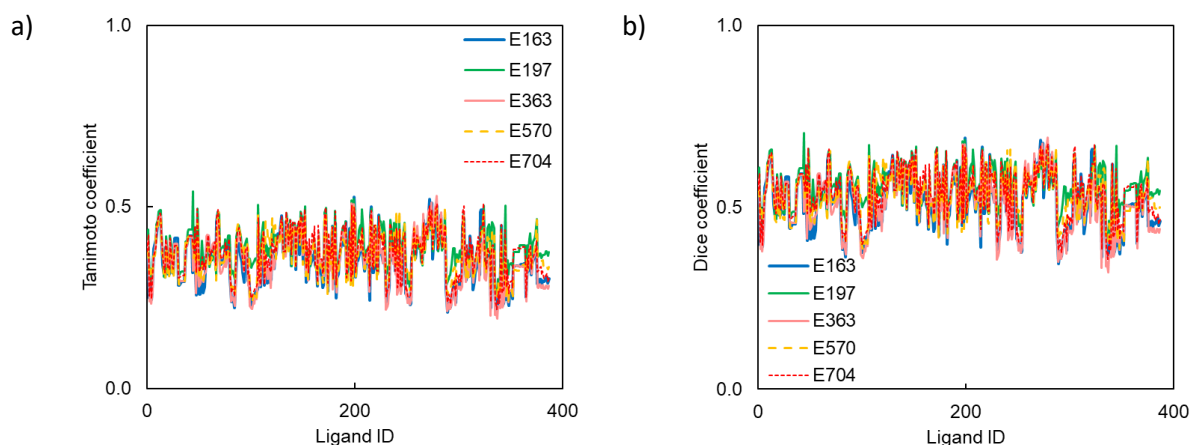 a)
1.0
0.5
0.0
Tanimoto coefficient
E163
E197
E363
E570
E704
0
200
400
Ligand ID
b)
1.0
0.5
0.0
Dice coefficient
E163
E197
E363
E570
E704
0
200
400
Ligand ID